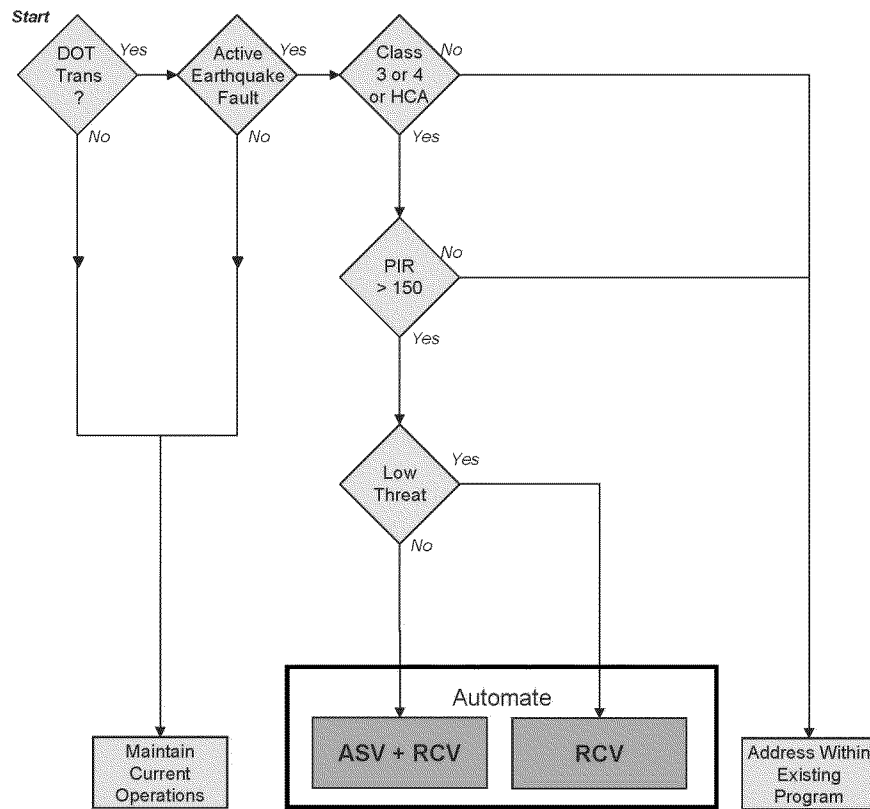 Start
DOT
Trans
?
Yes
No
Active
Earthquake
Fault
Yes
No
Class
3 or 4
or HCA
No
Yes
PIR
> 150
No
Yes
Low
Threat
Yes
No
Automate
ASV + RCV
RCV
Maintain
Current
Operations
Address Within
Existing
Program